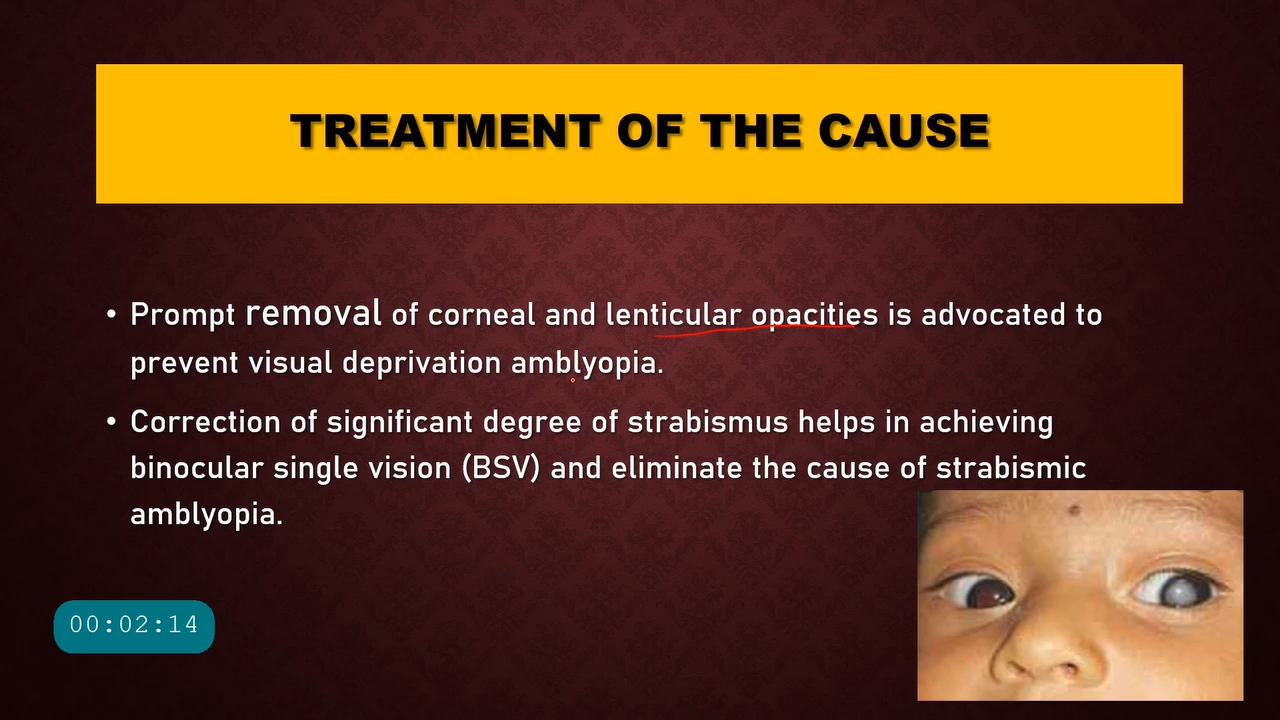 TREATMENT OF THE CAUSE
• Prompt removal of corneal and lenticular opacities is advocated to
prevent visual deprivation amblyopia.
• Correction of significant degree of strabismus helps in achieving
binocular single vision (BSV) and eliminate the cause of strabismic
amblyopia.
00:02:14